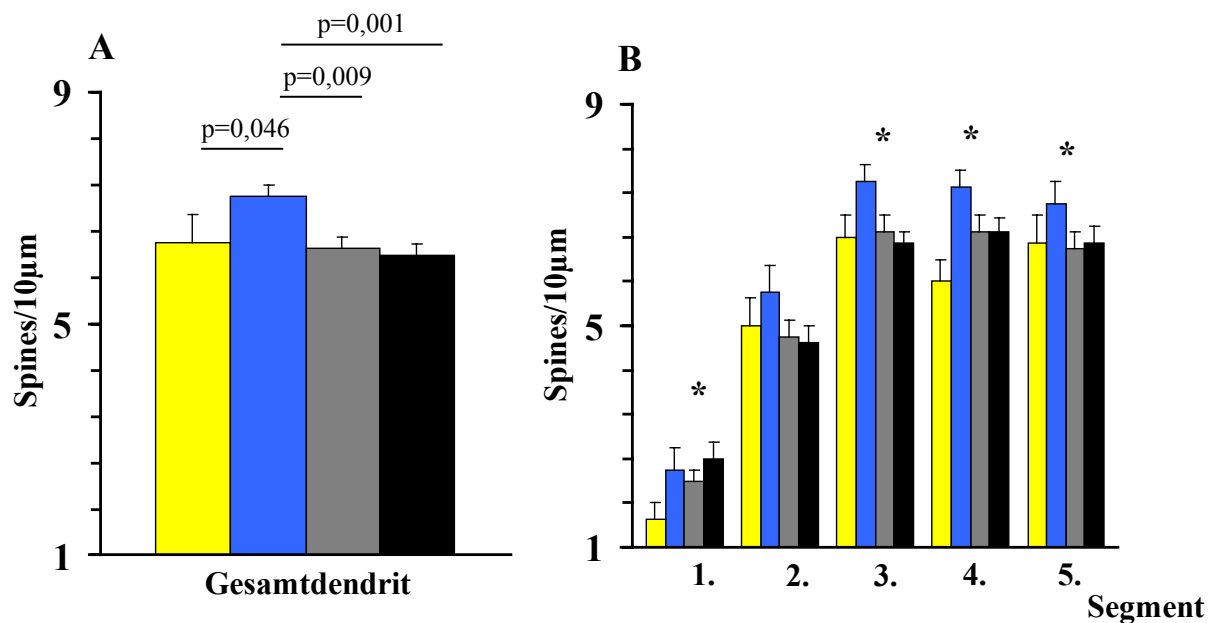 A
p=0,001
p=0,009
p=0,046
9
5
1
Spines/10µm
Gesamtdendrit
B
9
5
1
Spines/10µm
*
*
*
*
1.
2.
3.
4.
5.
Segment